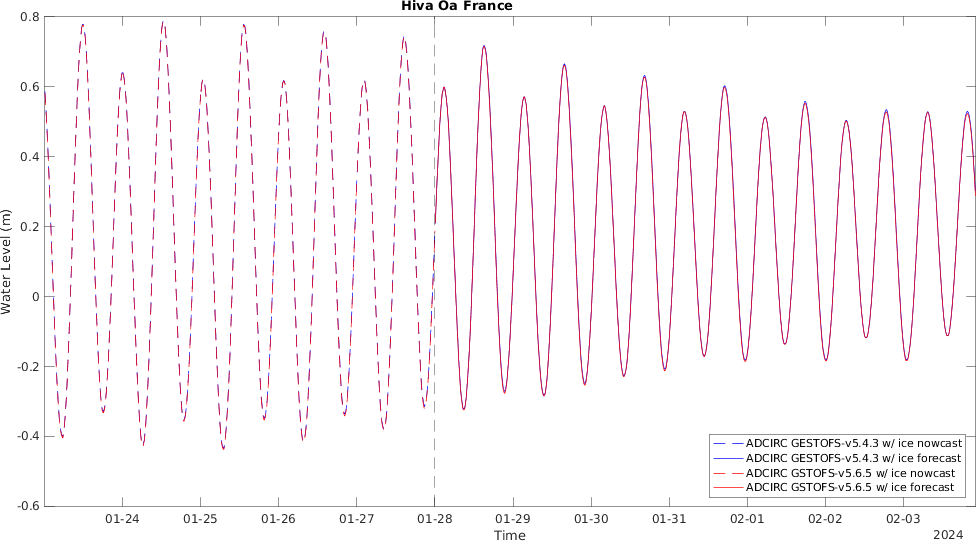 Hiva Oa France
Water Level (m)
0.8
0.6
0.4
0.2
0
-0.2
-0.4
-0.6
ADCIRC GESTOFS-v5.4.3 w/ ice nowcast
ADCIRC GESTOFS-v5.4.3 w/ ice forecast
ADCIRC GSTOFS-v5.6.5 w/ ice nowcast
ADCIRC GSTOFS-v5.6.5 w/ ice forecast
01-24 01-25 01-26 01-27 01-28 01-29 01-30 01-31 02-01 02-02 02-03
Time
2024